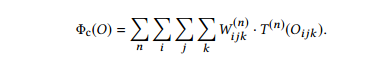 Φ_c(O) = ∑_n ∑_i ∑_j ∑_k W_{ijk}^{(n)} · T^{(n)}(O_{ijk}).